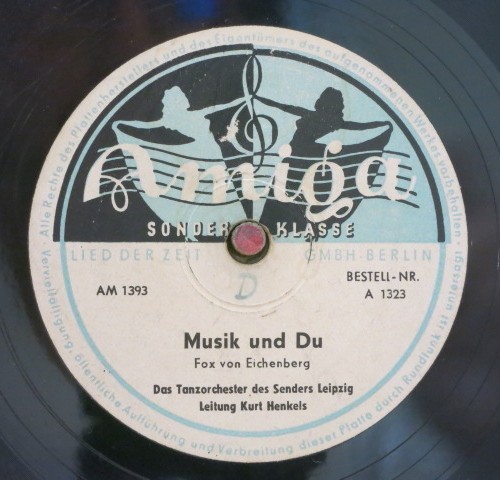 Alle Rechte des Plattenherstellers und des Eigentümers des aufgenommenen Werkes vorbehalten ·
Amiga
SONDER KLASSE
LIED DER ZEIT GMBH · BERLIN
AM 1393
BESTELL-NR.
A 1323
D
Musik und Du
Fox von Eichenberg
Das Tanzorchester des Senders Leipzig
Leitung Kurt Henkels
Vervielfältigung, öffentliche Aufführung und Verbreitung dieser Platte durch Rundfunk ist untersagt ·